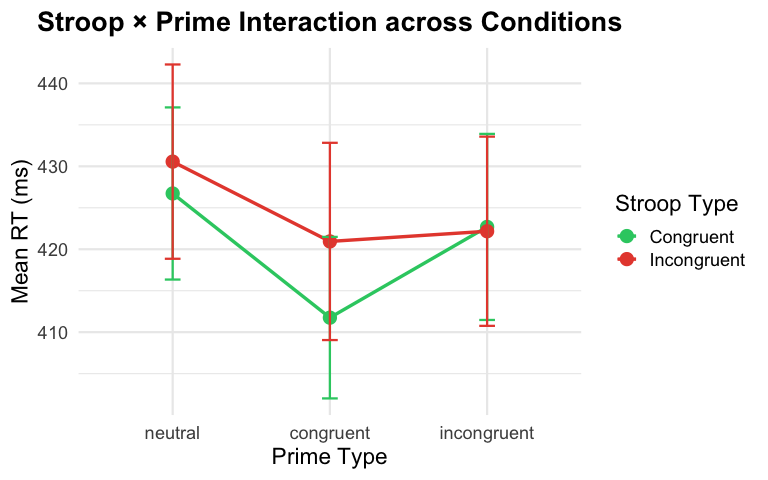 Stroop × Prime Interaction across Conditions
440
430
420
410
Mean RT (ms)
neutral congruent incongruent
Prime Type
Stroop Type
Congruent
Incongruent